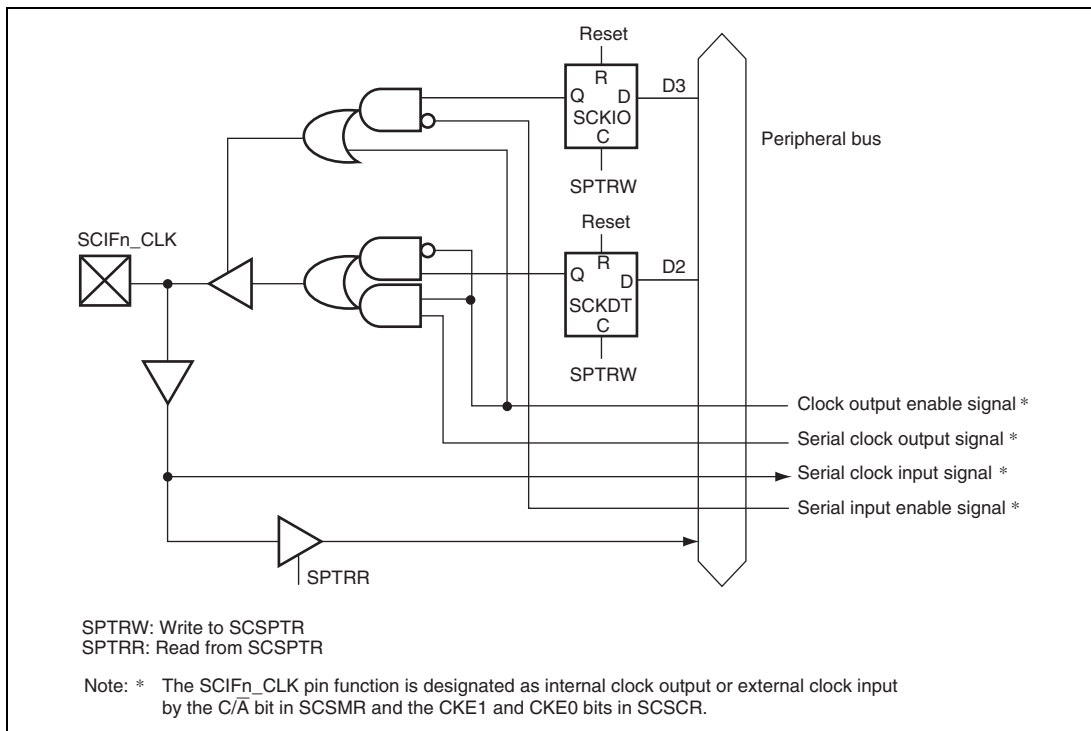 Reset
R
Q D
SCKIO
C
D3
SPTRW
Peripheral bus
Reset
SCIFn_CLK
R
Q D
SCKDT
C
D2
SPTRW
Clock output enable signal *
Serial clock output signal *
Serial clock input signal *
Serial input enable signal *
SPTRR
SPTRW: Write to SCSPTR
SPTRR: Read from SCSPTR
Note: * The SCIFn_CLK pin function is designated as internal clock output or external clock input
by the C/A̅ bit in SCSMR and the CKE1 and CKE0 bits in SCSCR.